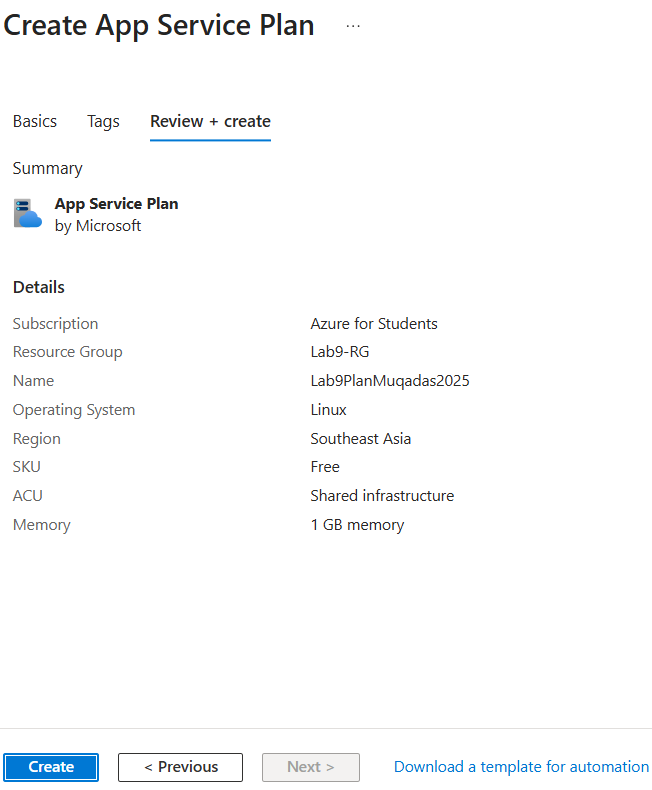 Create App Service Plan ...
Basics Tags Review + create
Summary
App Service Plan
by Microsoft
Details
Subscription Azure for Students
Resource Group Lab9-RG
Name Lab9PlanMuqadas2025
Operating System Linux
Region Southeast Asia
SKU Free
ACU Shared infrastructure
Memory 1 GB memory
Create < Previous Next > Download a template for automation